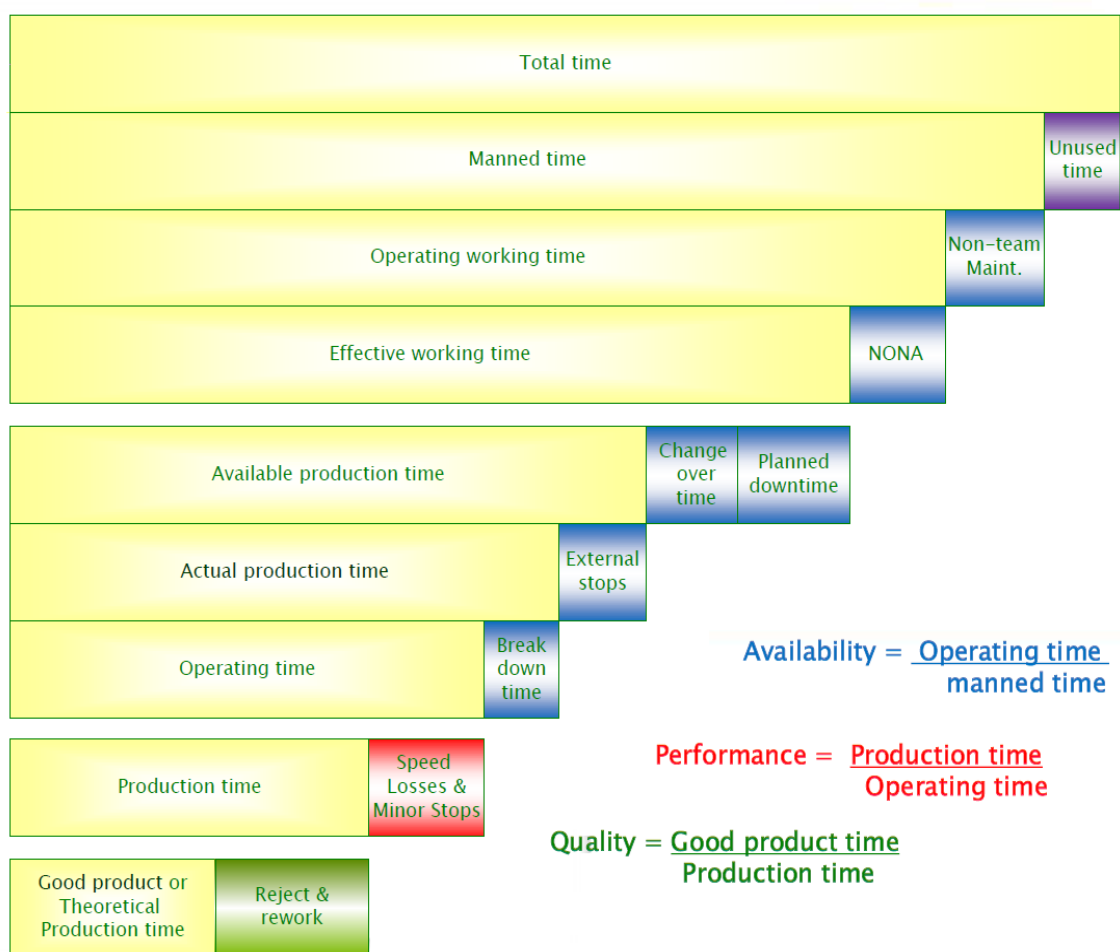 Total time
Manned time
Unused
time
Operating working time
Non-team
Maint.
Effective working time
NONA
Available production time
Change
over
time
Planned
downtime
Actual production time
External
stops
Operating time
Break
down
time
Availability = Operating time
manned time
Production time
Speed
Losses &
Minor Stops
Performance = Production time
Operating time
Quality = Good product time
Production time
Good product or
Theoretical
Production time
Reject &
rework